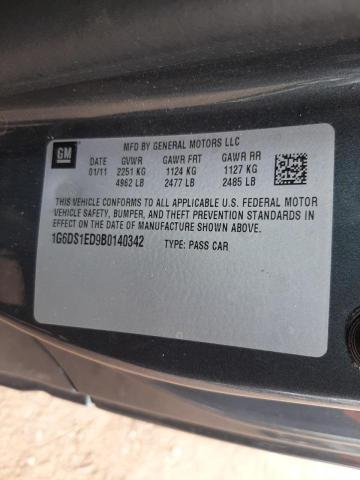 GM
MFD BY GENERAL MOTORS LLC
DATE GVWR GAWR FRT GAWR RR
01/11 2251 KG 1124 KG 1127 KG
4962 LB 2477 LB 2485 LB
THIS VEHICLE CONFORMS TO ALL APPLICABLE U.S. FEDERAL MOTOR
VEHICLE SAFETY, BUMPER, AND THEFT PREVENTION STANDARDS
IN EFFECT ON THE DATE OF MANUFACTURE SHOWN ABOVE.
1G6DS1ED9B0140342 TYPE: PASS CAR